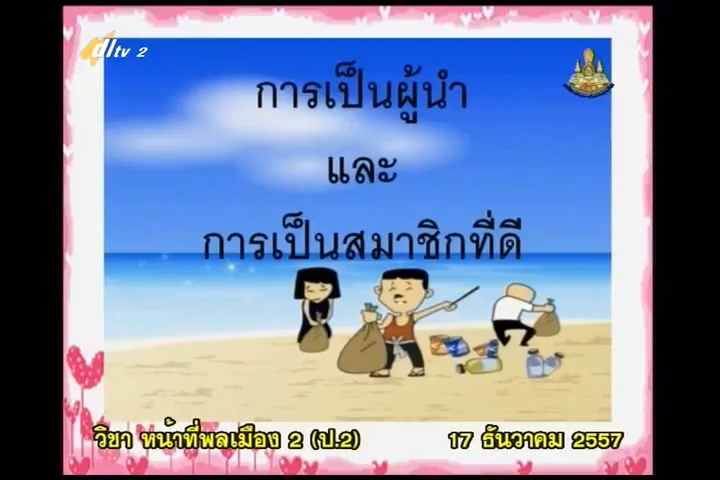 dltv 2
การเป็นผู้นำ
และ
การเป็นสมาชิกที่ดี
วิชา หน้าที่พลเมือง 2 (ป.2)
17 ธันวาคม 2557